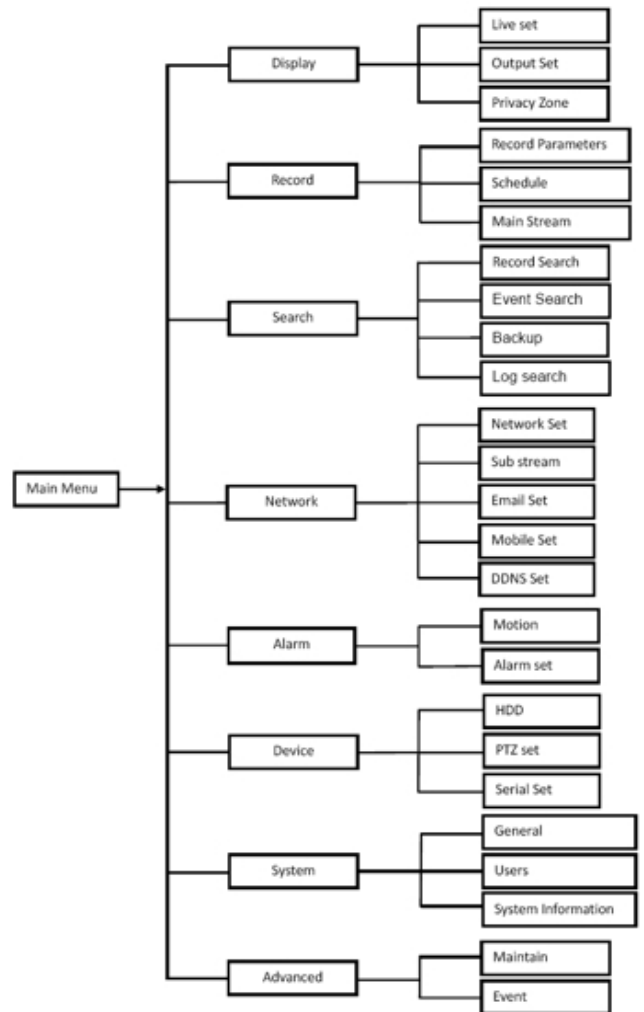 Main Menu
Display
Live set
Output Set
Privacy Zone
Record
Record Parameters
Schedule
Main Stream
Search
Record Search
Event Search
Backup
Log search
Network
Network Set
Sub stream
Email Set
Mobile Set
DDNS Set
Alarm
Motion
Alarm set
Device
HDD
PTZ set
Serial Set
System
General
Users
System Information
Advanced
Maintain
Event